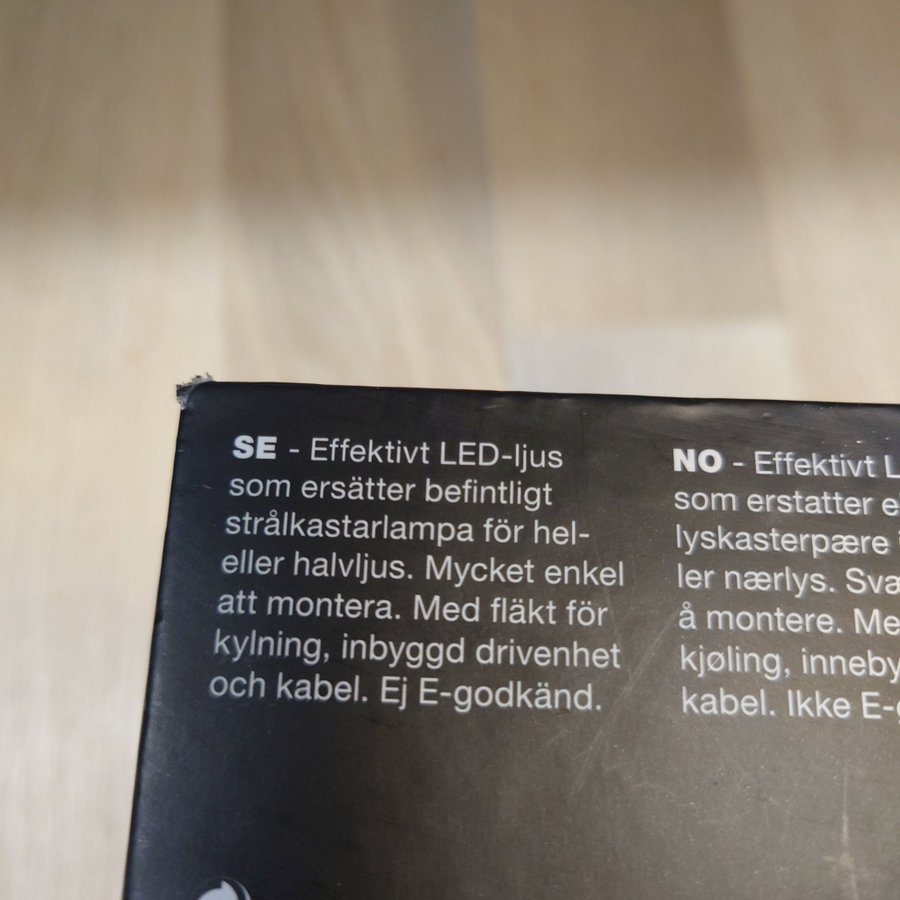 SE - Effektivt LED-ljus
som ersätter befintligt
strålkastarlampa för hel-
eller halvljus. Mycket enkel
att montera. Med fläkt för
kylning, inbyggd drivenhet
och kabel. Ej E-godkänd.
NO - Effektivt
som erstatter
lyskasterpære
ler nærlys.
å montere.
kjøling,
kabel. Ikke